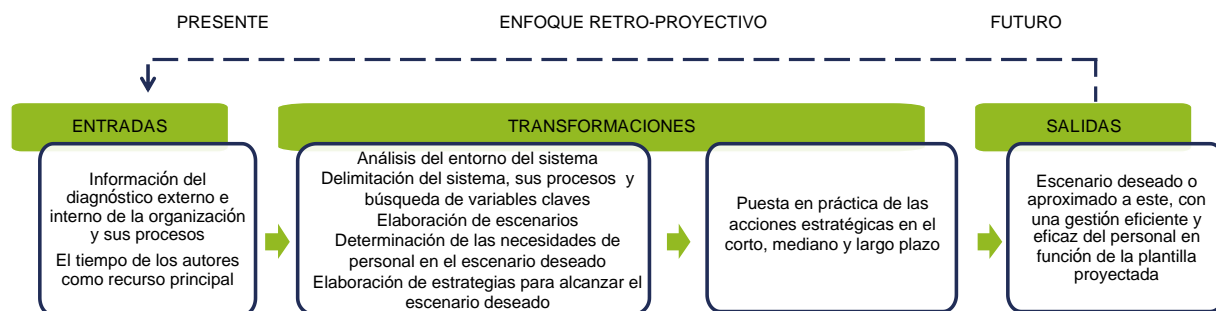 PRESENTE
ENFOQUE RETRO-PROYECTIVO
FUTURO
ENTRADAS
Información del
diagnóstico externo e
interno de la organización
y sus procesos
El tiempo de los autores
como recurso principal
TRANSFORMACIONES
Análisis del entorno del sistema
Delimitación del sistema, sus procesos y
búsqueda de variables claves
Elaboración de escenarios
Determinación de las necesidades de
personal en el escenario deseado
Elaboración de estrategias para alcanzar el
escenario deseado
Puesta en práctica de las
acciones estratégicas en el
corto, mediano y largo plazo
SALIDAS
Escenario deseado o
aproximado a este, con
una gestión eficiente y
eficaz del personal en
función de la plantilla
proyectada